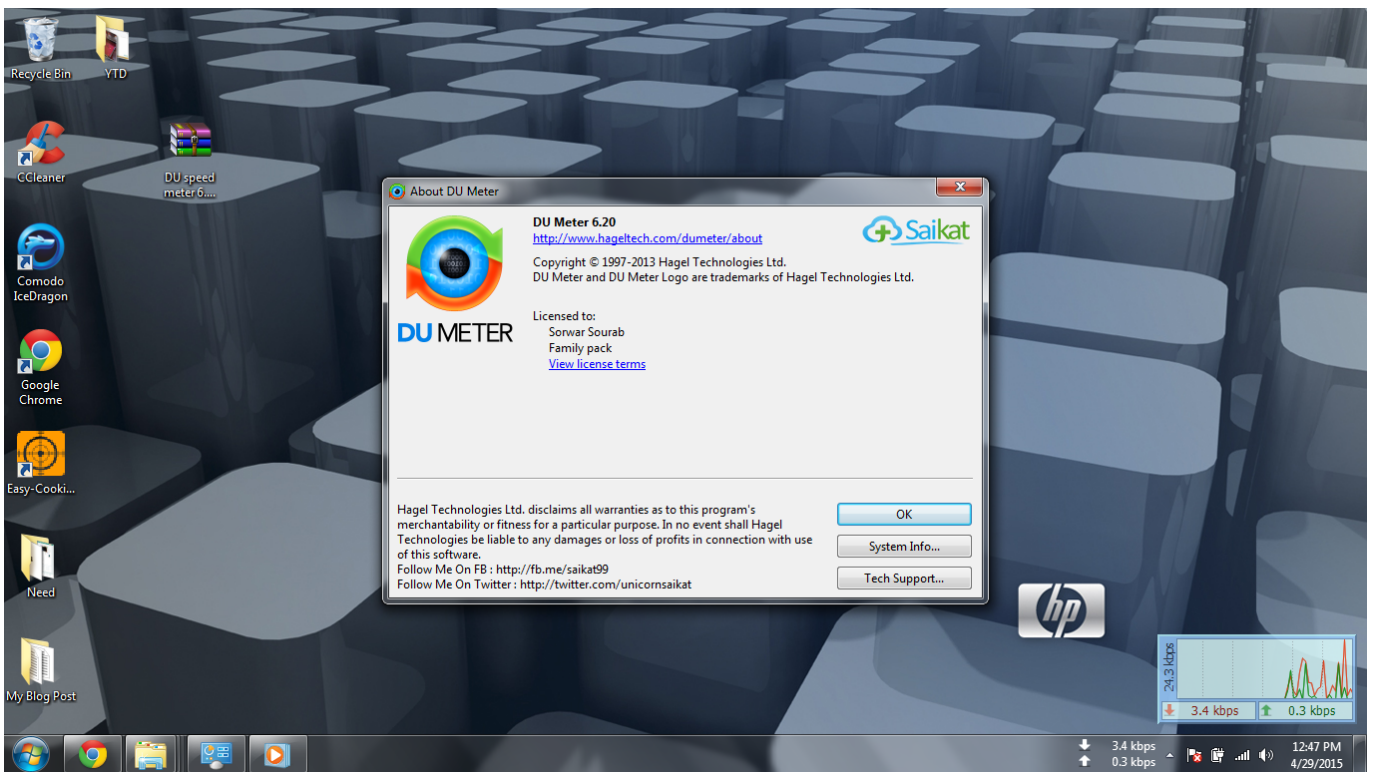 Recycle Bin
YTD
CCleaner
DU speed
meter 6....
Comodo
IceDragon
Google
Chrome
Easy-Cooki...
Need
My Blog Post
About DU Meter
DU METER
DU Meter 6.20
http://www.hageltech.com/dumeter/about
Saikat
Copyright © 1997-2013 Hagel Technologies Ltd.
DU Meter and DU Meter Logo are trademarks of Hagel Technologies Ltd.
Licensed to:
Sorwar Sourab
Family pack
View license terms
Hagel Technologies Ltd. disclaims all warranties as to this program's
merchantability or fitness for a particular purpose. In no event shall Hagel
Technologies be liable to any damages or loss of profits in connection with use
of this software.
Follow Me On FB : http://fb.me/saikat99
Follow Me On Twitter : http://twitter.com/unicornsaikat
OK
System Info...
Tech Support...
hp
24.3 kbps
3.4 kbps
0.3 kbps
3.4 kbps
0.3 kbps
12:47 PM
4/29/2015